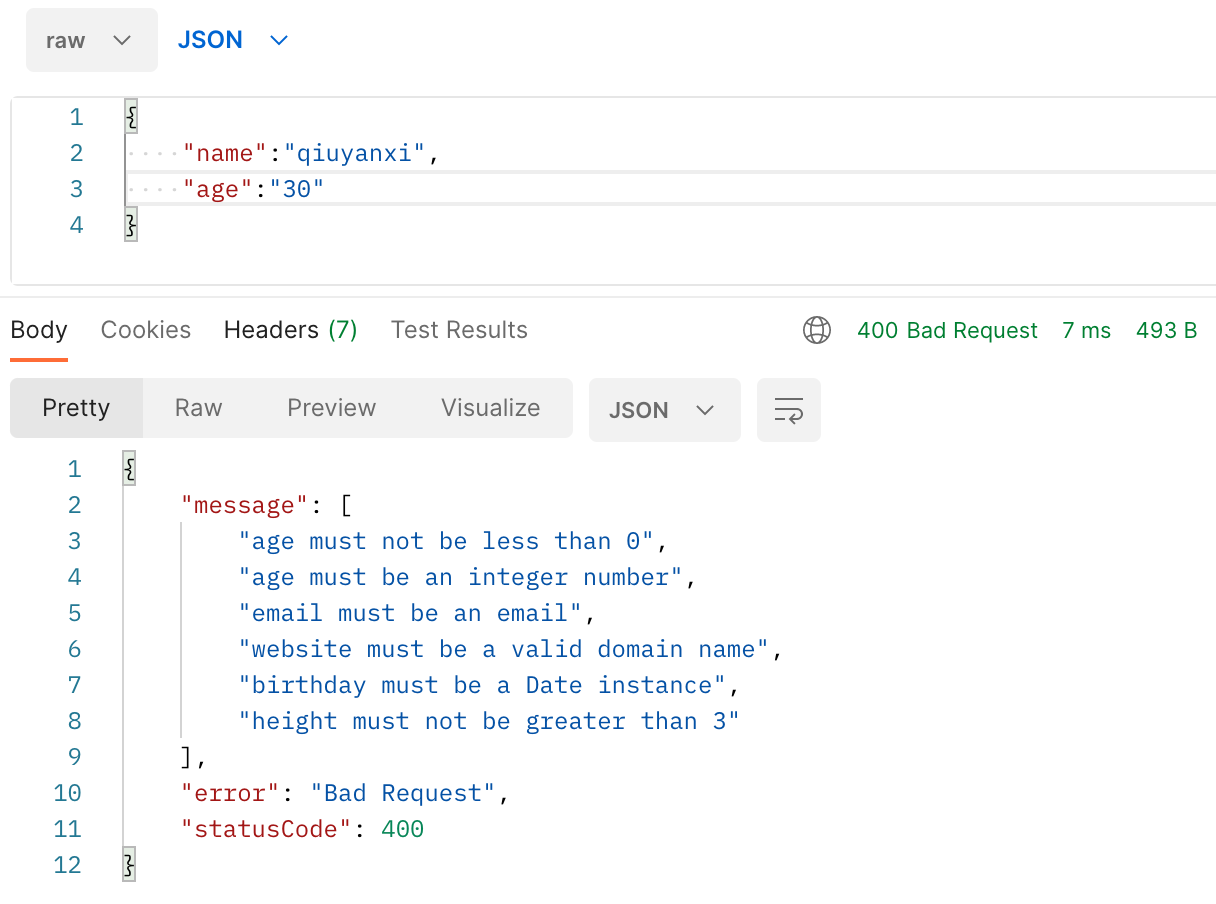 raw JSON
1 {
2 "name":"qiuyanxi",
3 "age":"30"
4 }
Body Cookies Headers (7) Test Results 400 Bad Request 7 ms 493 B
Pretty Raw Preview Visualize JSON
1 {
2 "message": [
3 "age must not be less than 0",
4 "age must be an integer number",
5 "email must be an email",
6 "website must be a valid domain name",
7 "birthday must be a Date instance",
8 "height must not be greater than 3"
9 ],
10 "error": "Bad Request",
11 "statusCode": 400
12 }